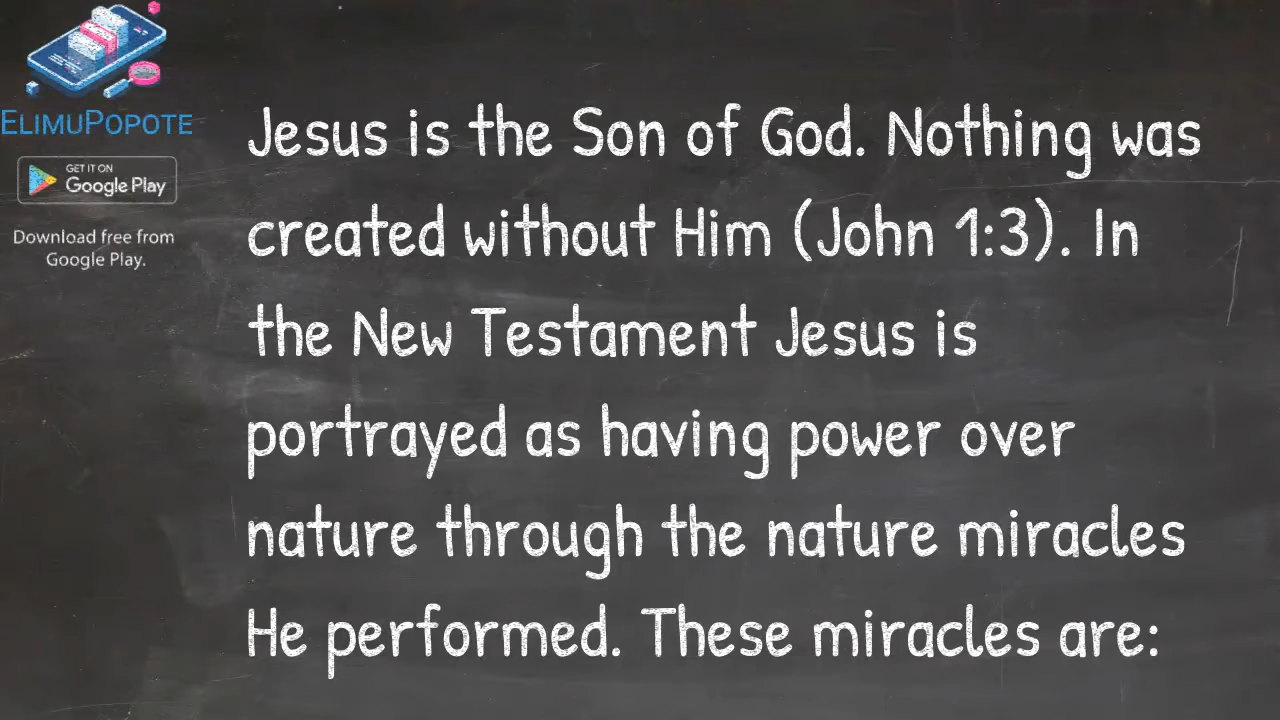 ELIMUPOPOTE
GET IT ON
Google Play
Download free from
Google Play.
Jesus is the Son of God. Nothing was
created without Him (John 1:3). In
the New Testament Jesus is
portrayed as having power over
nature through the nature miracles
He performed. These miracles are: